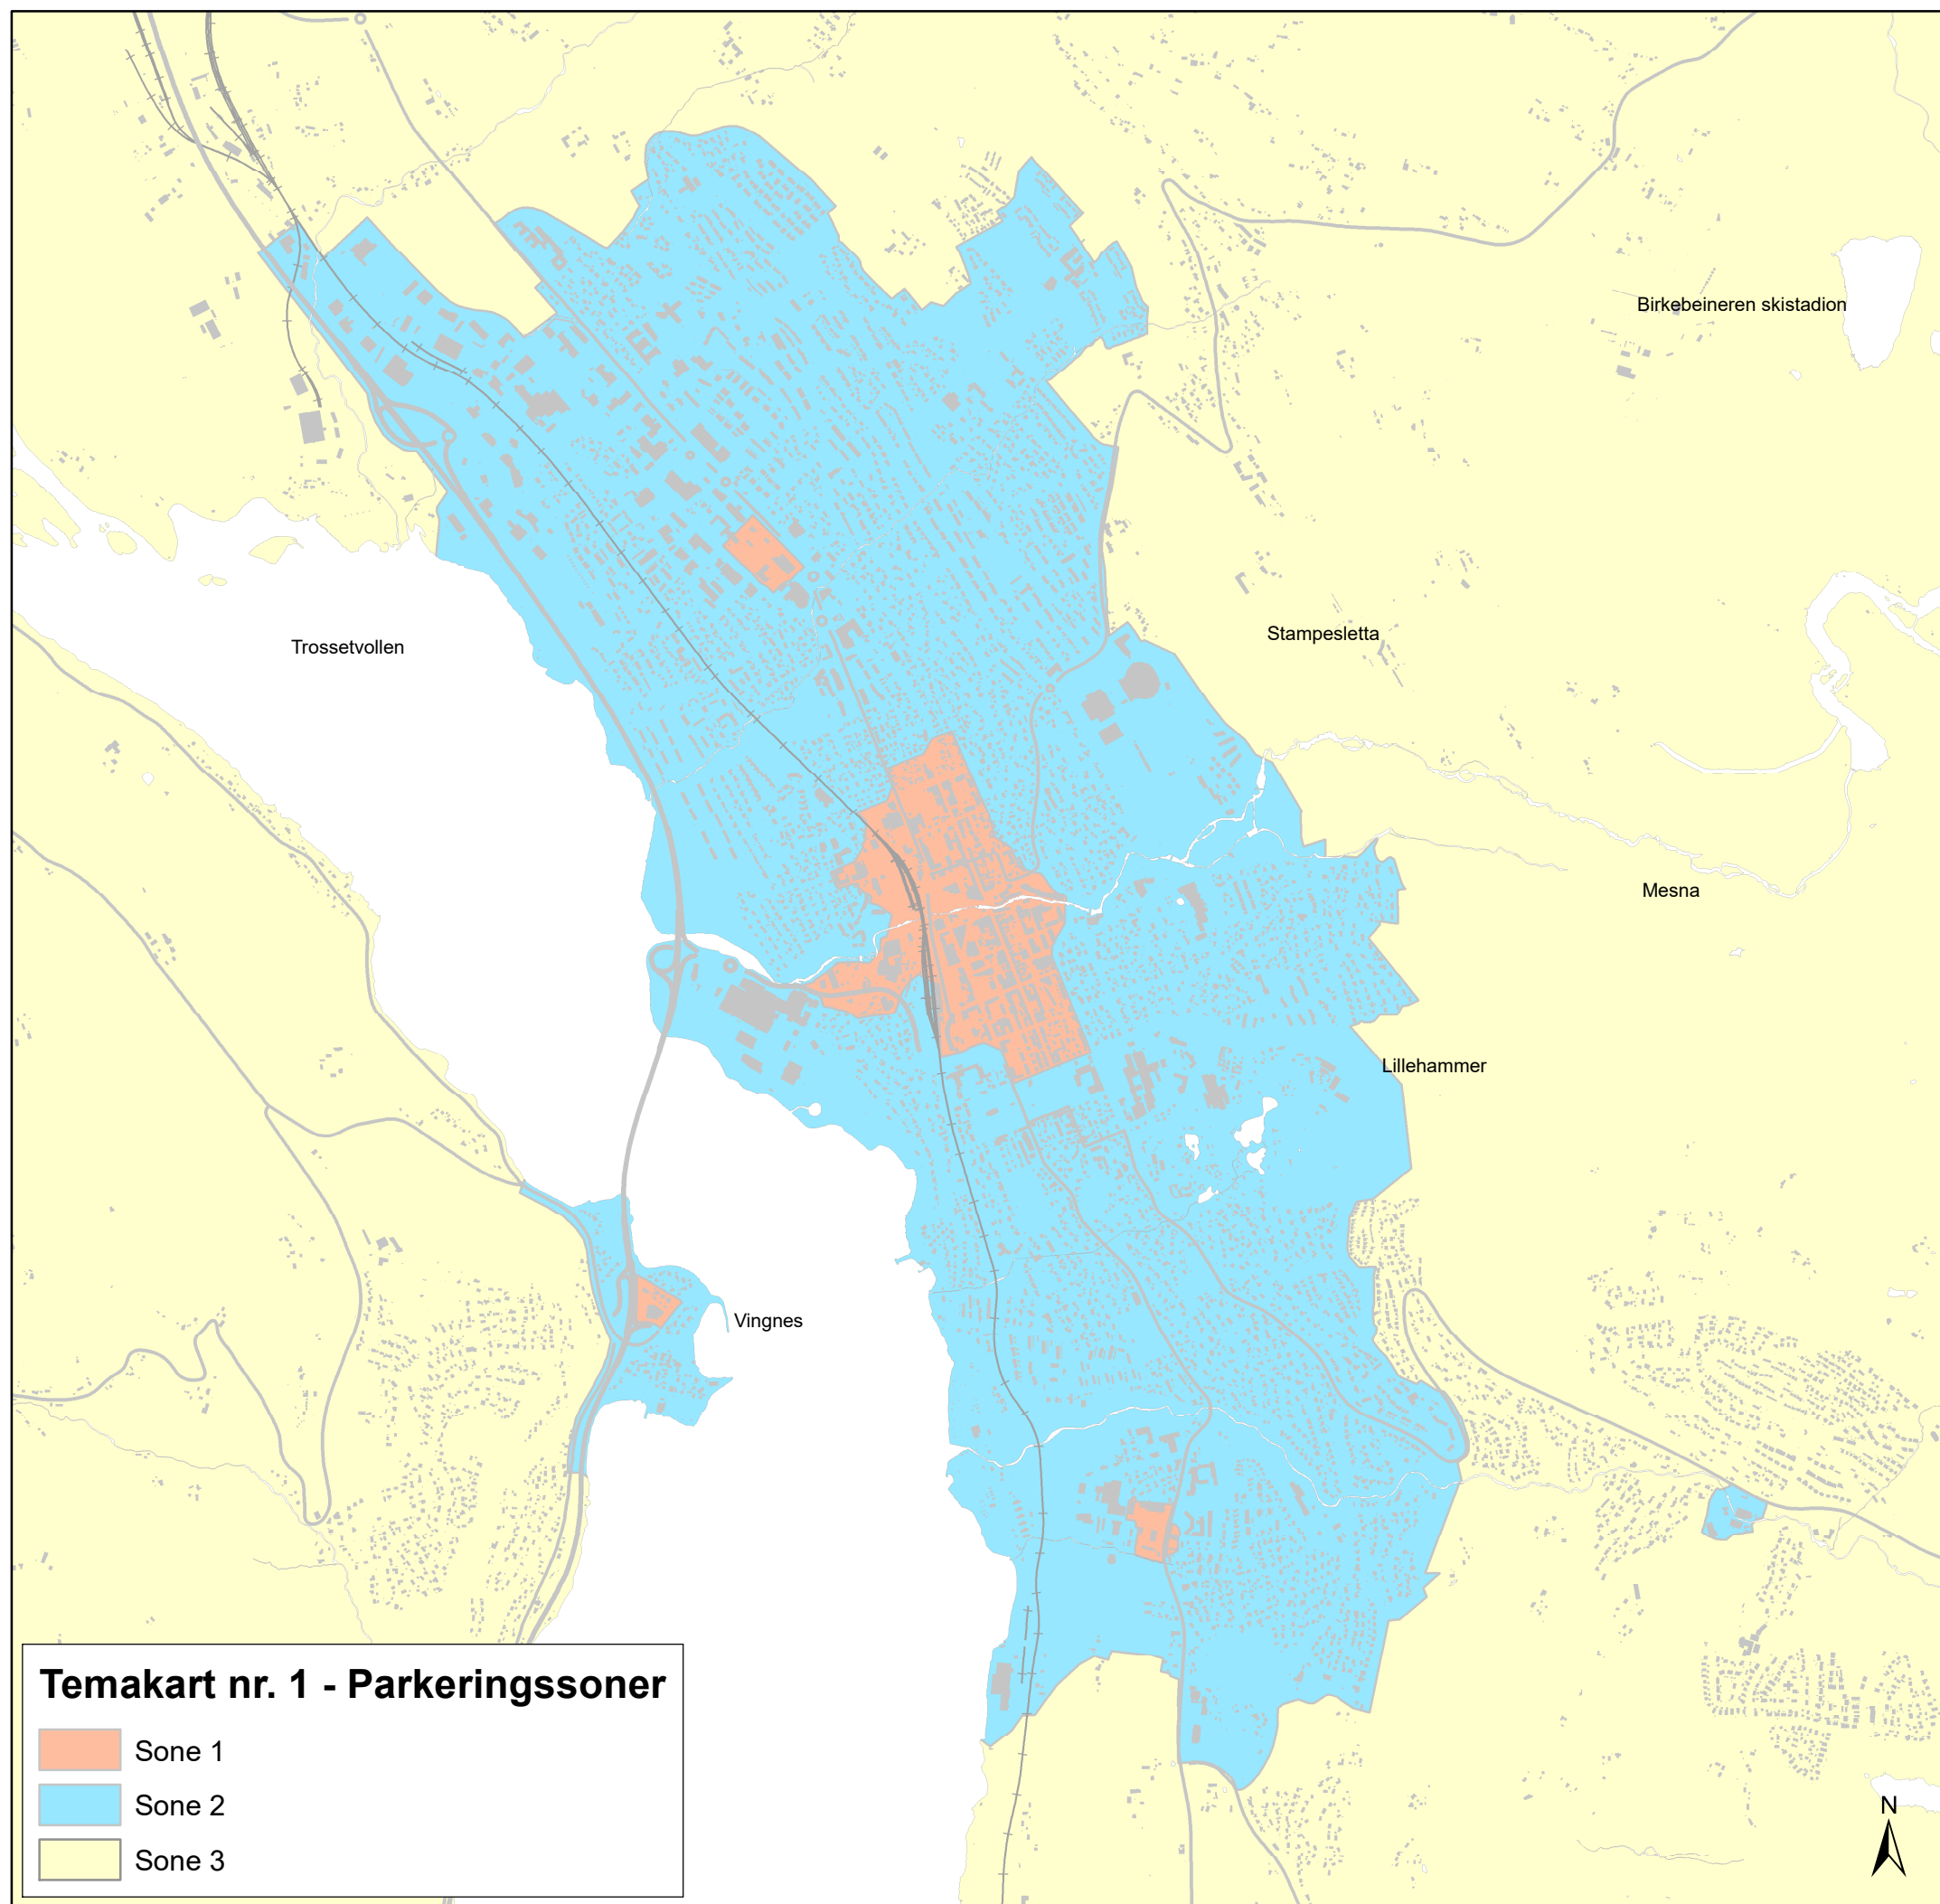 Birkebeineren skistadion
Stampesletta
Trossetvollen
Mesna
Lillehammer
Vingnes
Temakart nr. 1 - Parkeringssoner
Sone 1
Sone 2
Sone 3
N